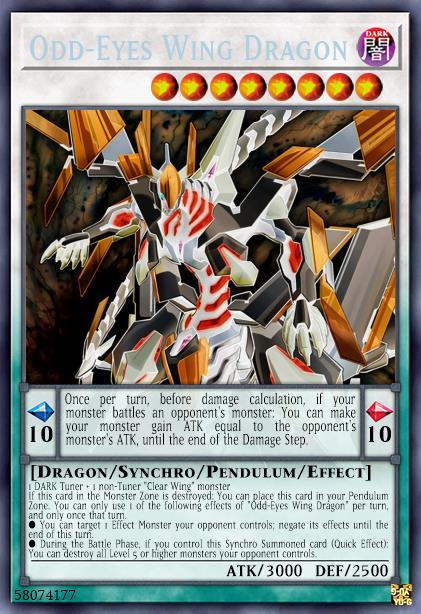 Odd-Eyes Wing Dragon
DARK
闇
Once per turn, before damage calculation, if your
monster battles an opponent's monster: You can make
your monster gain ATK equal to the opponent's
monster's ATK, until the end of the Damage Step.
10
10
[Dragon/Synchro/Pendulum/Effect]
1 DARK Tuner + 1 non-Tuner "Clear Wing" monster
If this card in the Monster Zone is destroyed: You can place this card in your Pendulum
Zone. You can only use 1 of the following effects of "Odd-Eyes Wing Dragon" per turn,
and only once that turn.
● You can target 1 Effect Monster your opponent controls; negate its effects until the
end of this turn.
● During the Battle Phase, if you control this Synchro Summoned card (Quick Effect):
You can destroy all Level 5 or higher monsters your opponent controls.
ATK/3000 DEF/2500
58074177